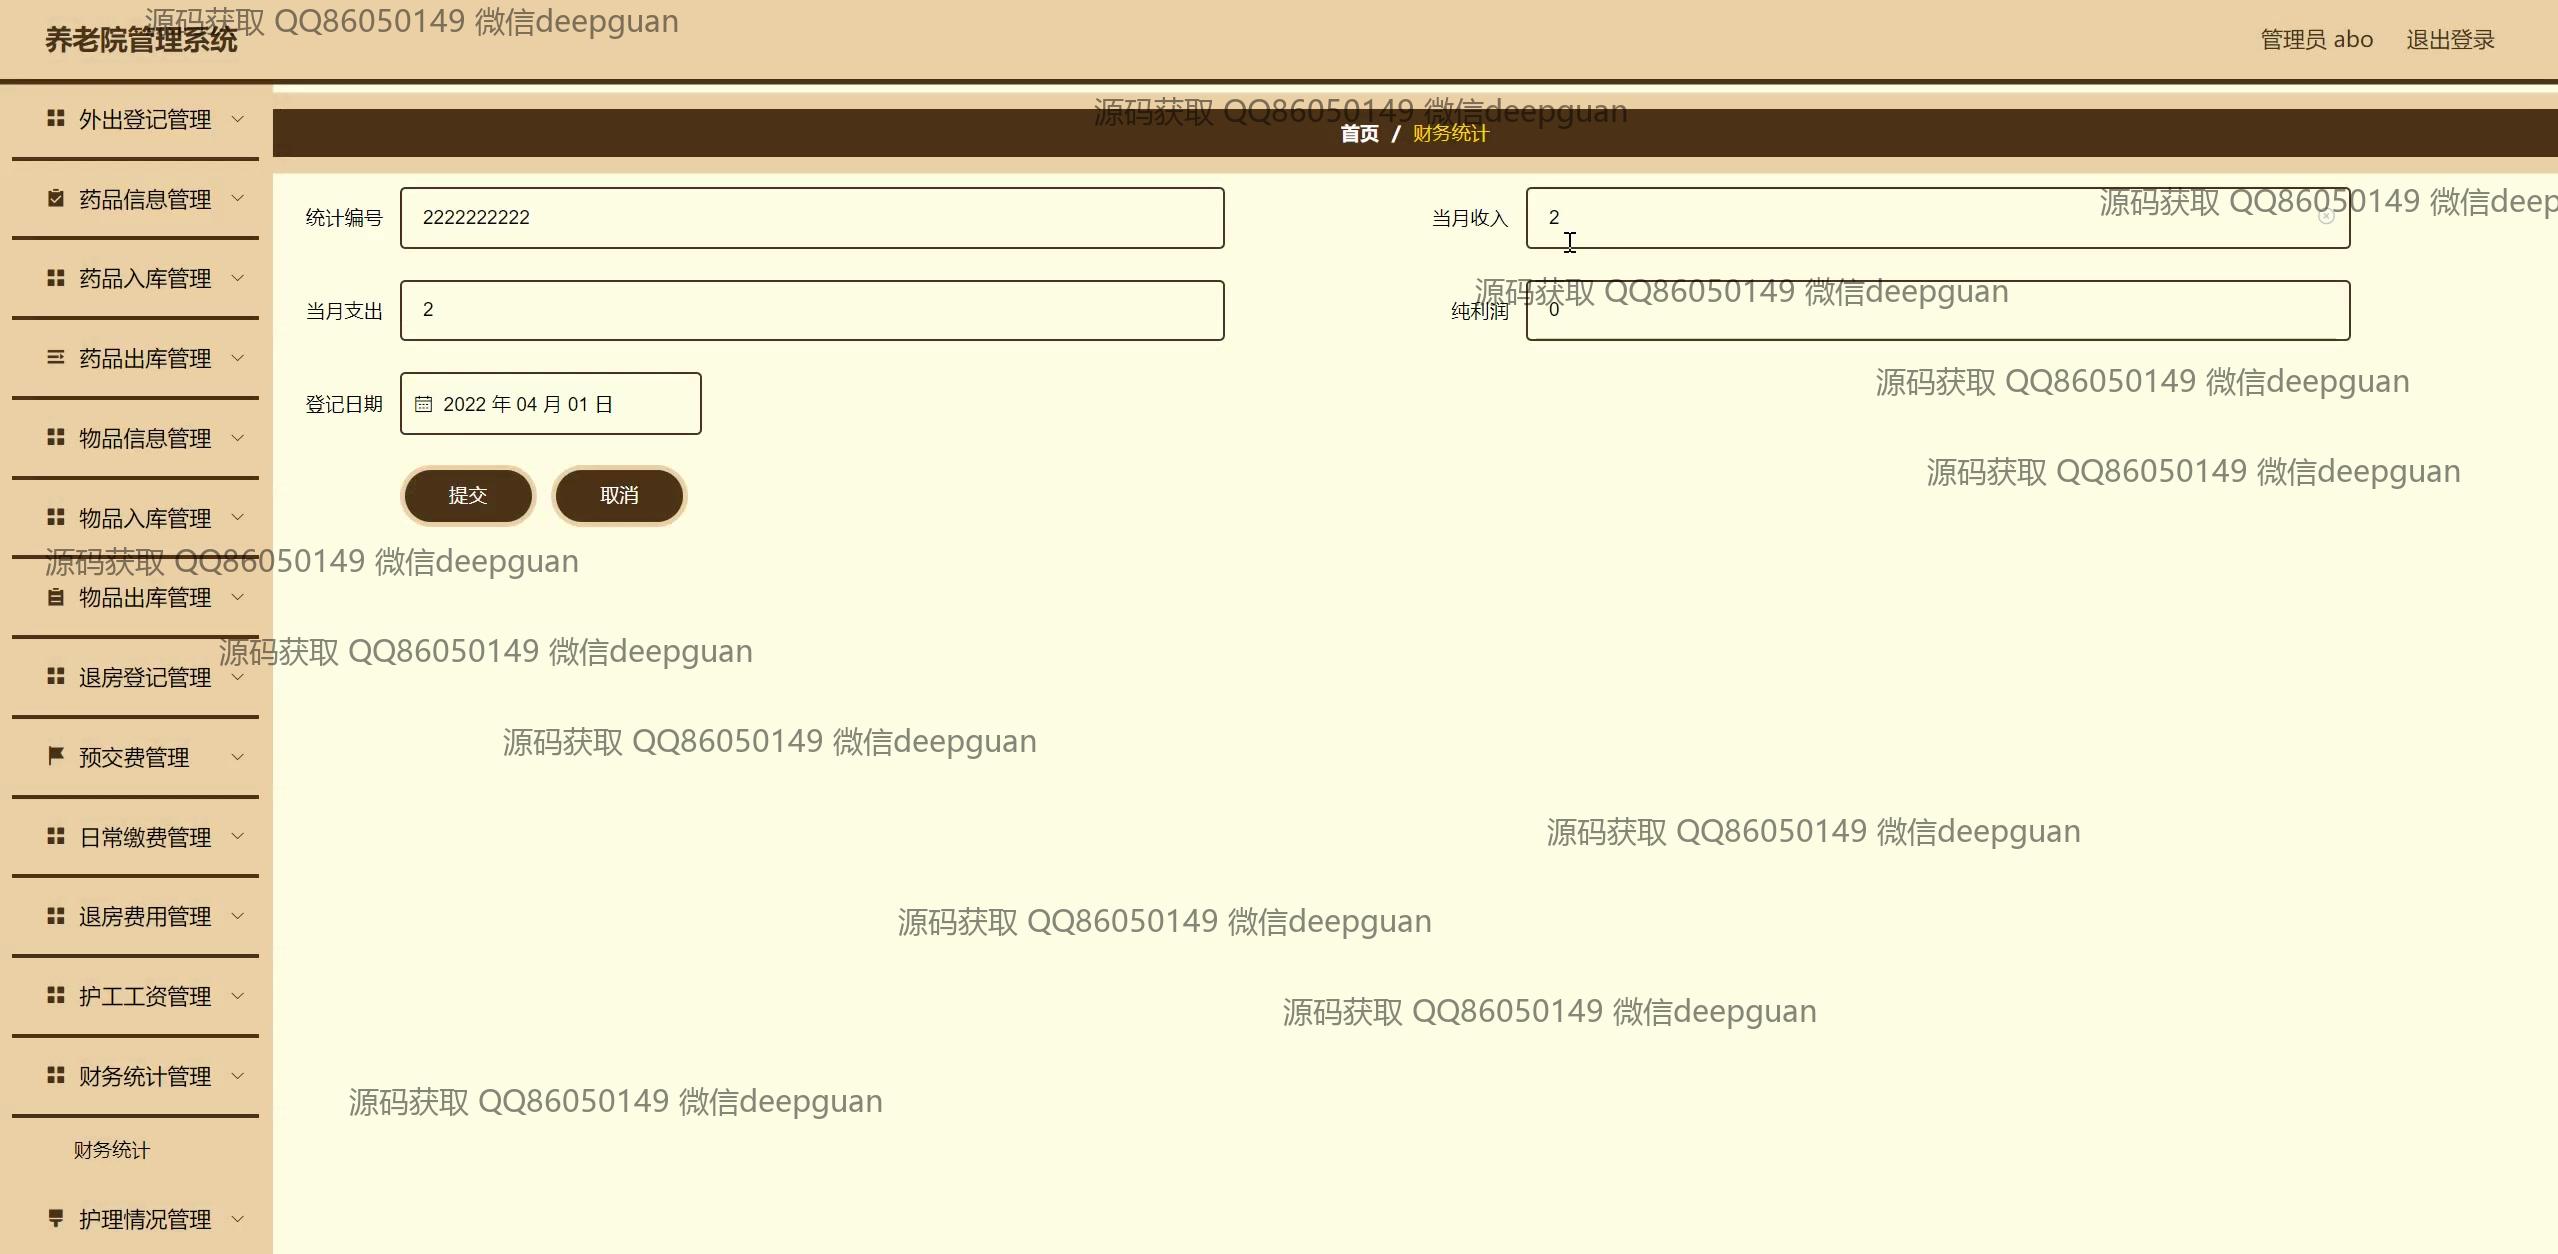 源码获取 QQ86050149 微信deepguan
养老院管理系统
管理员 abo 退出登录
源码获取 QQ86050149 微信deepguan
首页 / 财务统计
外出登记管理
药品信息管理
药品入库管理
药品出库管理
物品信息管理
物品入库管理
物品出库管理
退房登记管理
预交费管理
日常缴费管理
退房费用管理
护工工资管理
财务统计管理
财务统计
护理情况管理
统计编号 2222222222
当月收入 2
源码获取 QQ86050149 微信deep
源码获取 QQ86050149 微信deepguan
当月支出 2
纯利润 0
源码获取 QQ86050149 微信deepguan
登记日期 2022 年 04 月 01 日
源码获取 QQ86050149 微信deepguan
提交 取消
源码获取 QQ86050149 微信deepguan
源码获取 QQ86050149 微信deepguan
源码获取 QQ86050149 微信deepguan
源码获取 QQ86050149 微信deepguan
源码获取 QQ86050149 微信deepguan
源码获取 QQ86050149 微信deepguan
源码获取 QQ86050149 微信deepguan